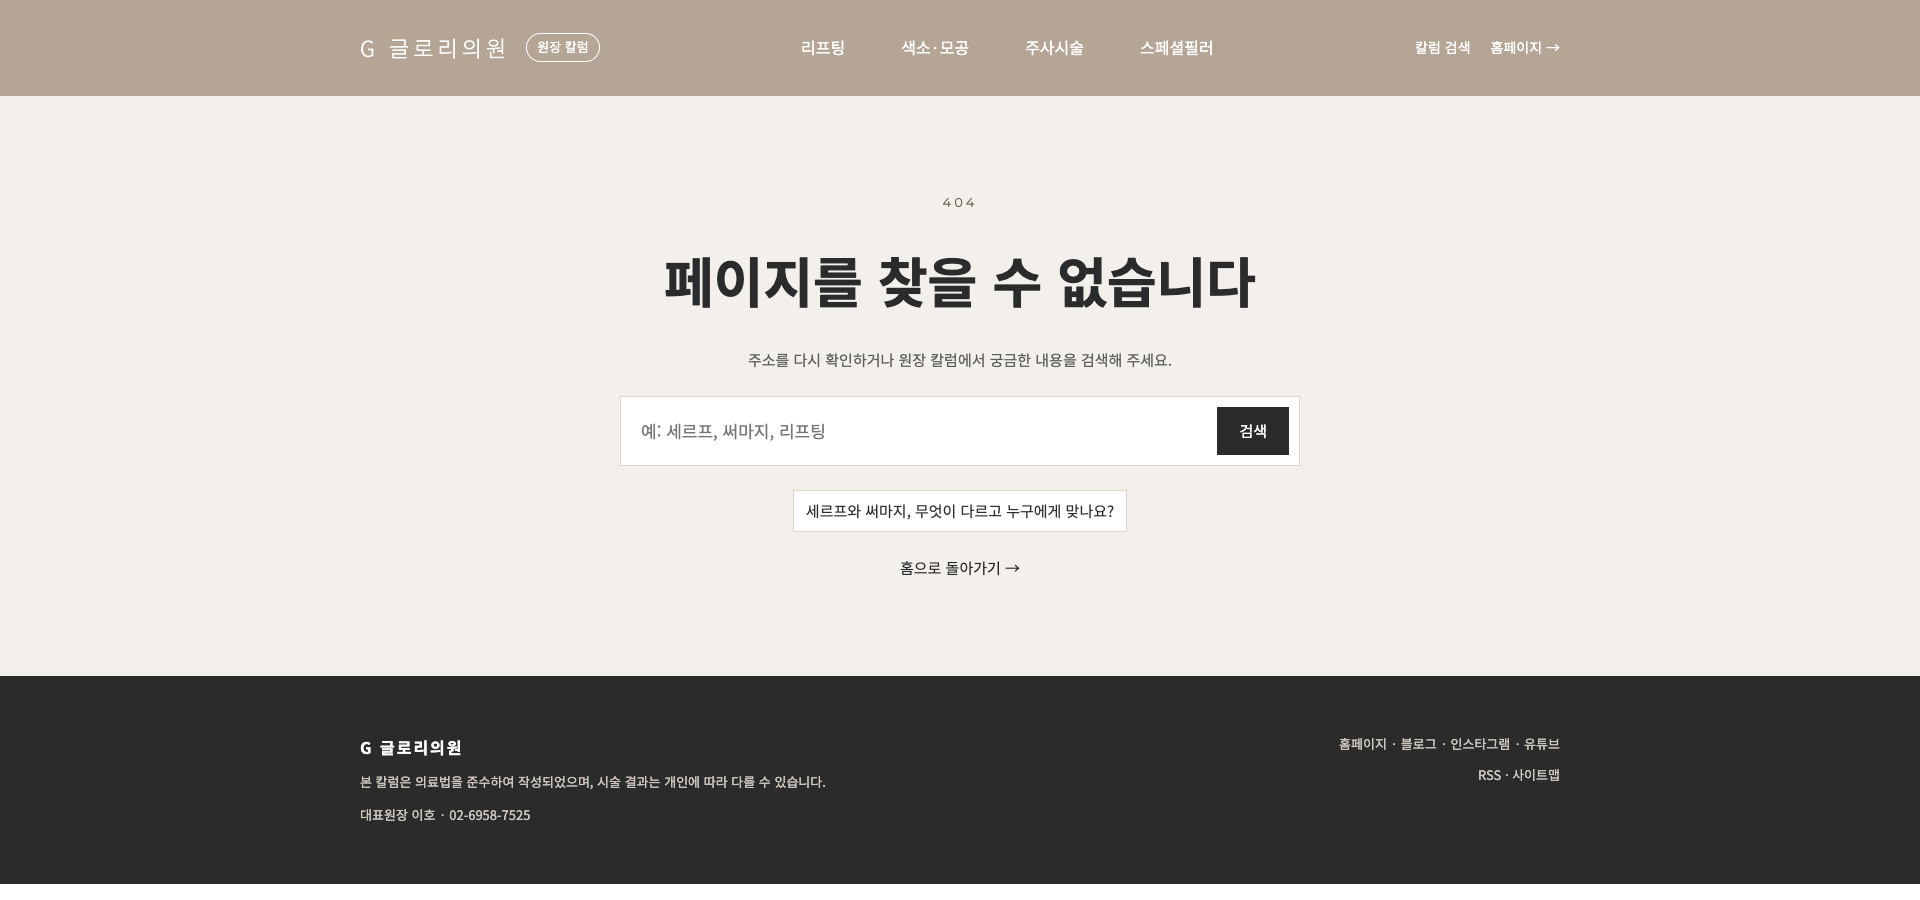 G 글로리의원 원장 칼럼 리프팅 색소·모공 주사시술 스페셜필러 칼럼 검색 홈페이지 →
404
페이지를 찾을 수 없습니다
주소를 다시 확인하거나 원장 칼럼에서 궁금한 내용을 검색해 주세요.
예: 세르프, 써마지, 리프팅 검색
세르프와 써마지, 무엇이 다르고 누구에게 맞나요?
홈으로 돌아가기 →
G 글로리의원
본 칼럼은 의료법을 준수하여 작성되었으며, 시술 결과는 개인에 따라 다를 수 있습니다.
대표원장 이호 · 02-6958-7525
홈페이지 · 블로그 · 인스타그램 · 유튜브
RSS · 사이트맵